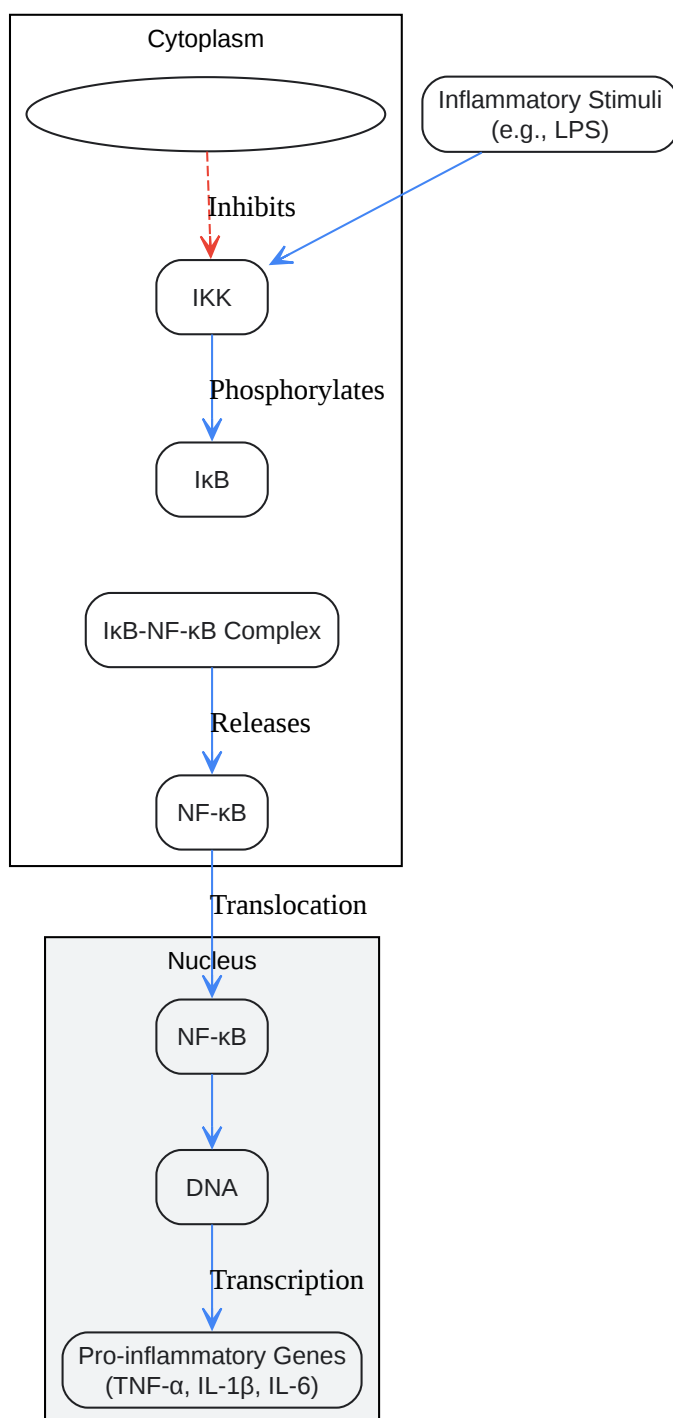 Cytoplasm
Inflammatory Stimuli
(e.g., LPS)
Inhibits
IKK
Phosphorylates
IκB
IκB-NF-κB Complex
Releases
NF-κB
Translocation
Nucleus
NF-κB
DNA
Transcription
Pro-inflammatory Genes
(TNF-α, IL-1β, IL-6)